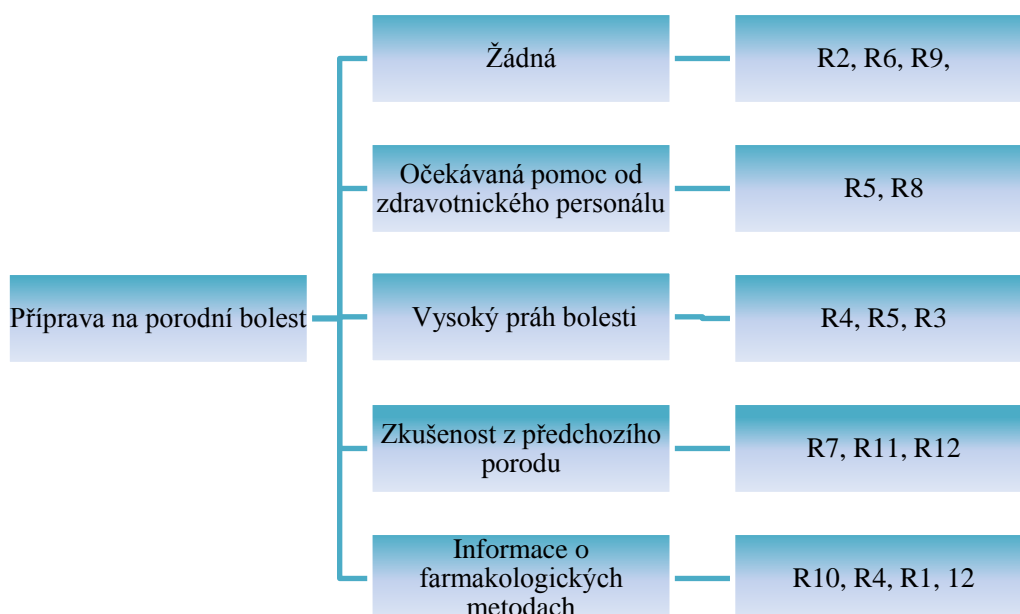 Příprava na porodní bolest
Žádná
R2, R6, R9,
Očekávaná pomoc od
zdravotnického personálu
R5, R8
Vysoký práh bolesti
R4, R5, R3
Zkušenost z předchozího
porodu
R7, R11, R12
Informace o
farmakologických
metodach
R10, R4, R1, 12